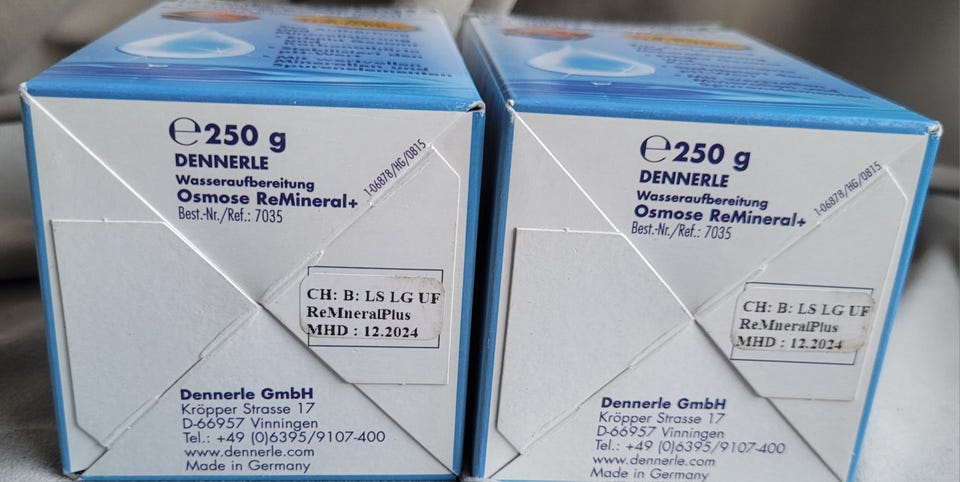 ℮250 g
DENNERLE
Wasseraufbereitung
Osmose ReMineral+
Best.-Nr./Ref.: 7035
1-06878/HG/0815
CH: B: LS LG UF
ReMneralPlus
MHD : 12.2024
Dennerle GmbH
Kröpper Strasse 17
D-66957 Vinningen
Tel.: +49 (0)6395/9107-400
www.dennerle.com
Made in Germany
℮250 g
DENNERLE
Wasseraufbereitung
Osmose ReMineral+
Best.-Nr./Ref.: 7035
1-06878/HG/0815
CH: B: LS LG UF
ReMneralPlus
MHD : 12.2024
Dennerle GmbH
Kröpper Strasse 17
D-66957 Vinningen
Tel.: +49 (0)6395/9107-400
www.dennerle.com
Made in Germany